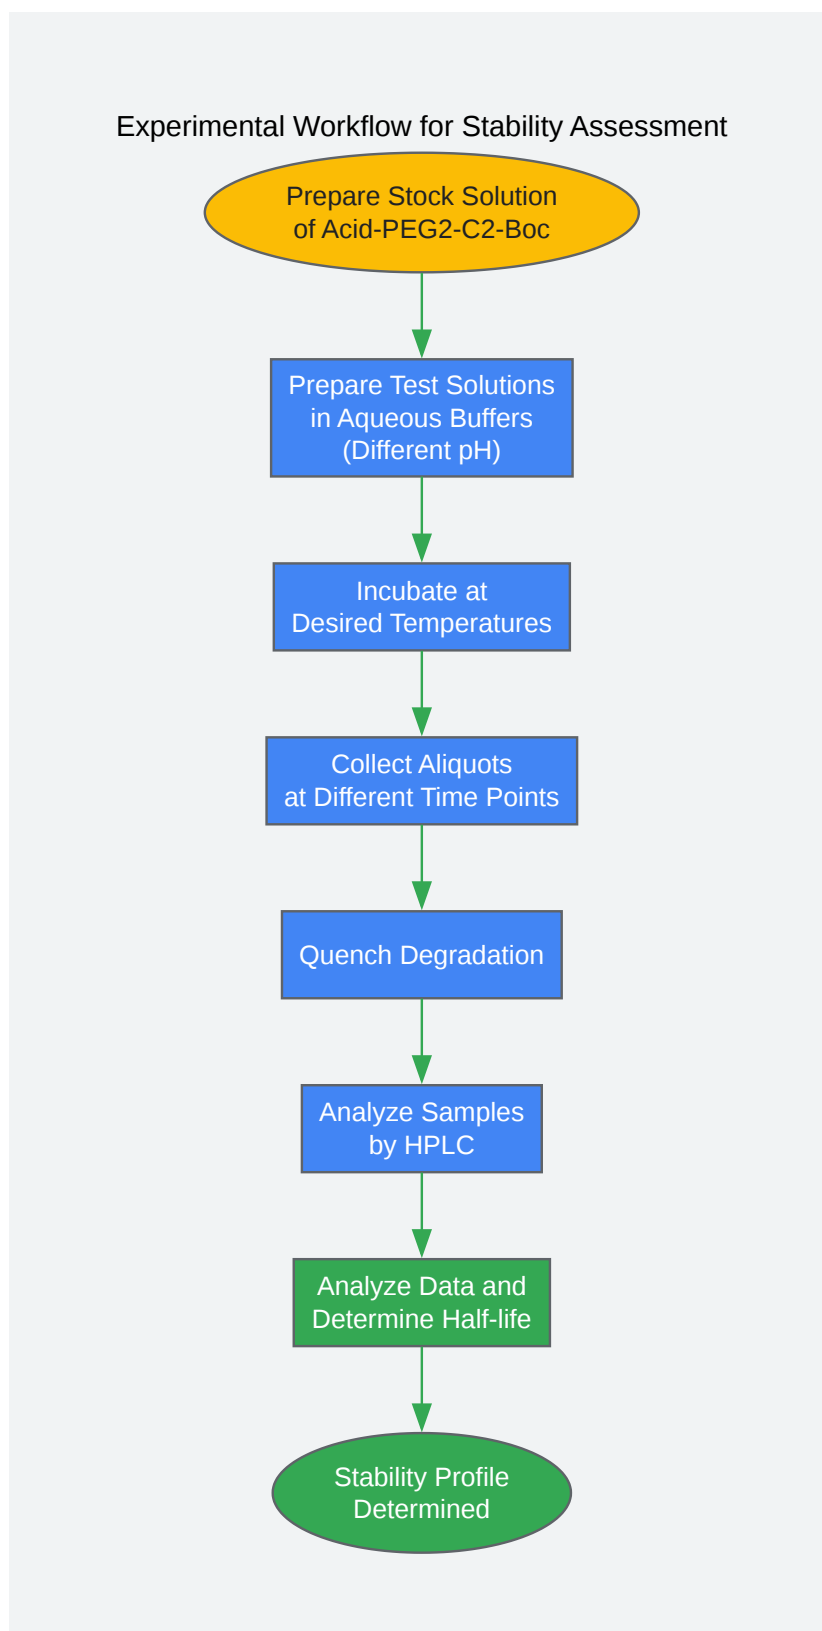 Experimental Workflow for Stability Assessment
Prepare Stock Solution
of Acid-PEG2-C2-Boc
Prepare Test Solutions
in Aqueous Buffers
(Different pH)
Incubate at
Desired Temperatures
Collect Aliquots
at Different Time Points
Quench Degradation
Analyze Samples
by HPLC
Analyze Data and
Determine Half-life
Stability Profile
Determined